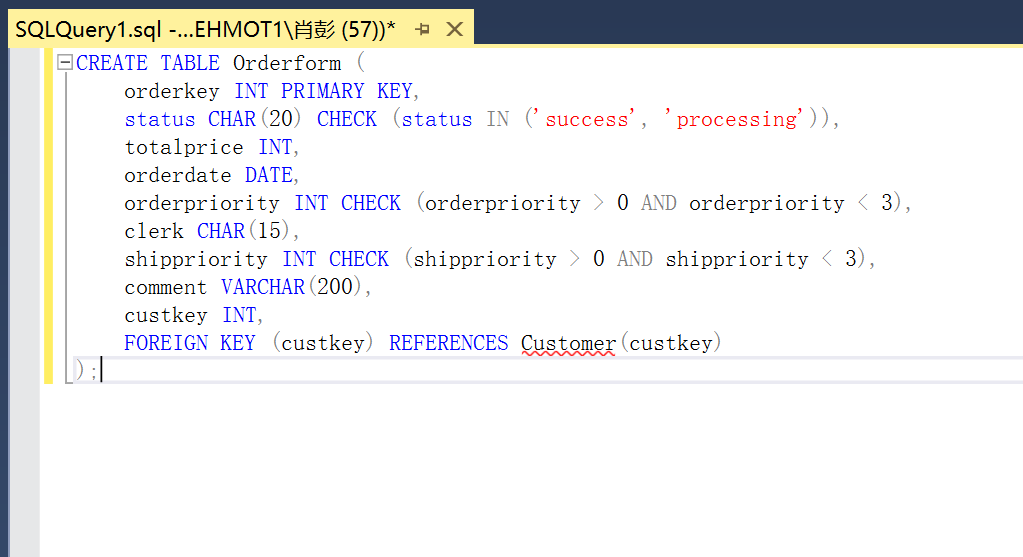 SQLQuery1.sql -...EHMOT1\肖彭 (57))*
CREATE TABLE Orderform (
orderkey INT PRIMARY KEY,
status CHAR(20) CHECK (status IN ('success', 'processing')),
totalprice INT,
orderdate DATE,
orderpriority INT CHECK (orderpriority > 0 AND orderpriority < 3),
clerk CHAR(15),
shippriority INT CHECK (shippriority > 0 AND shippriority < 3),
comment VARCHAR(200),
custkey INT,
FOREIGN KEY (custkey) REFERENCES Customer(custkey)
);